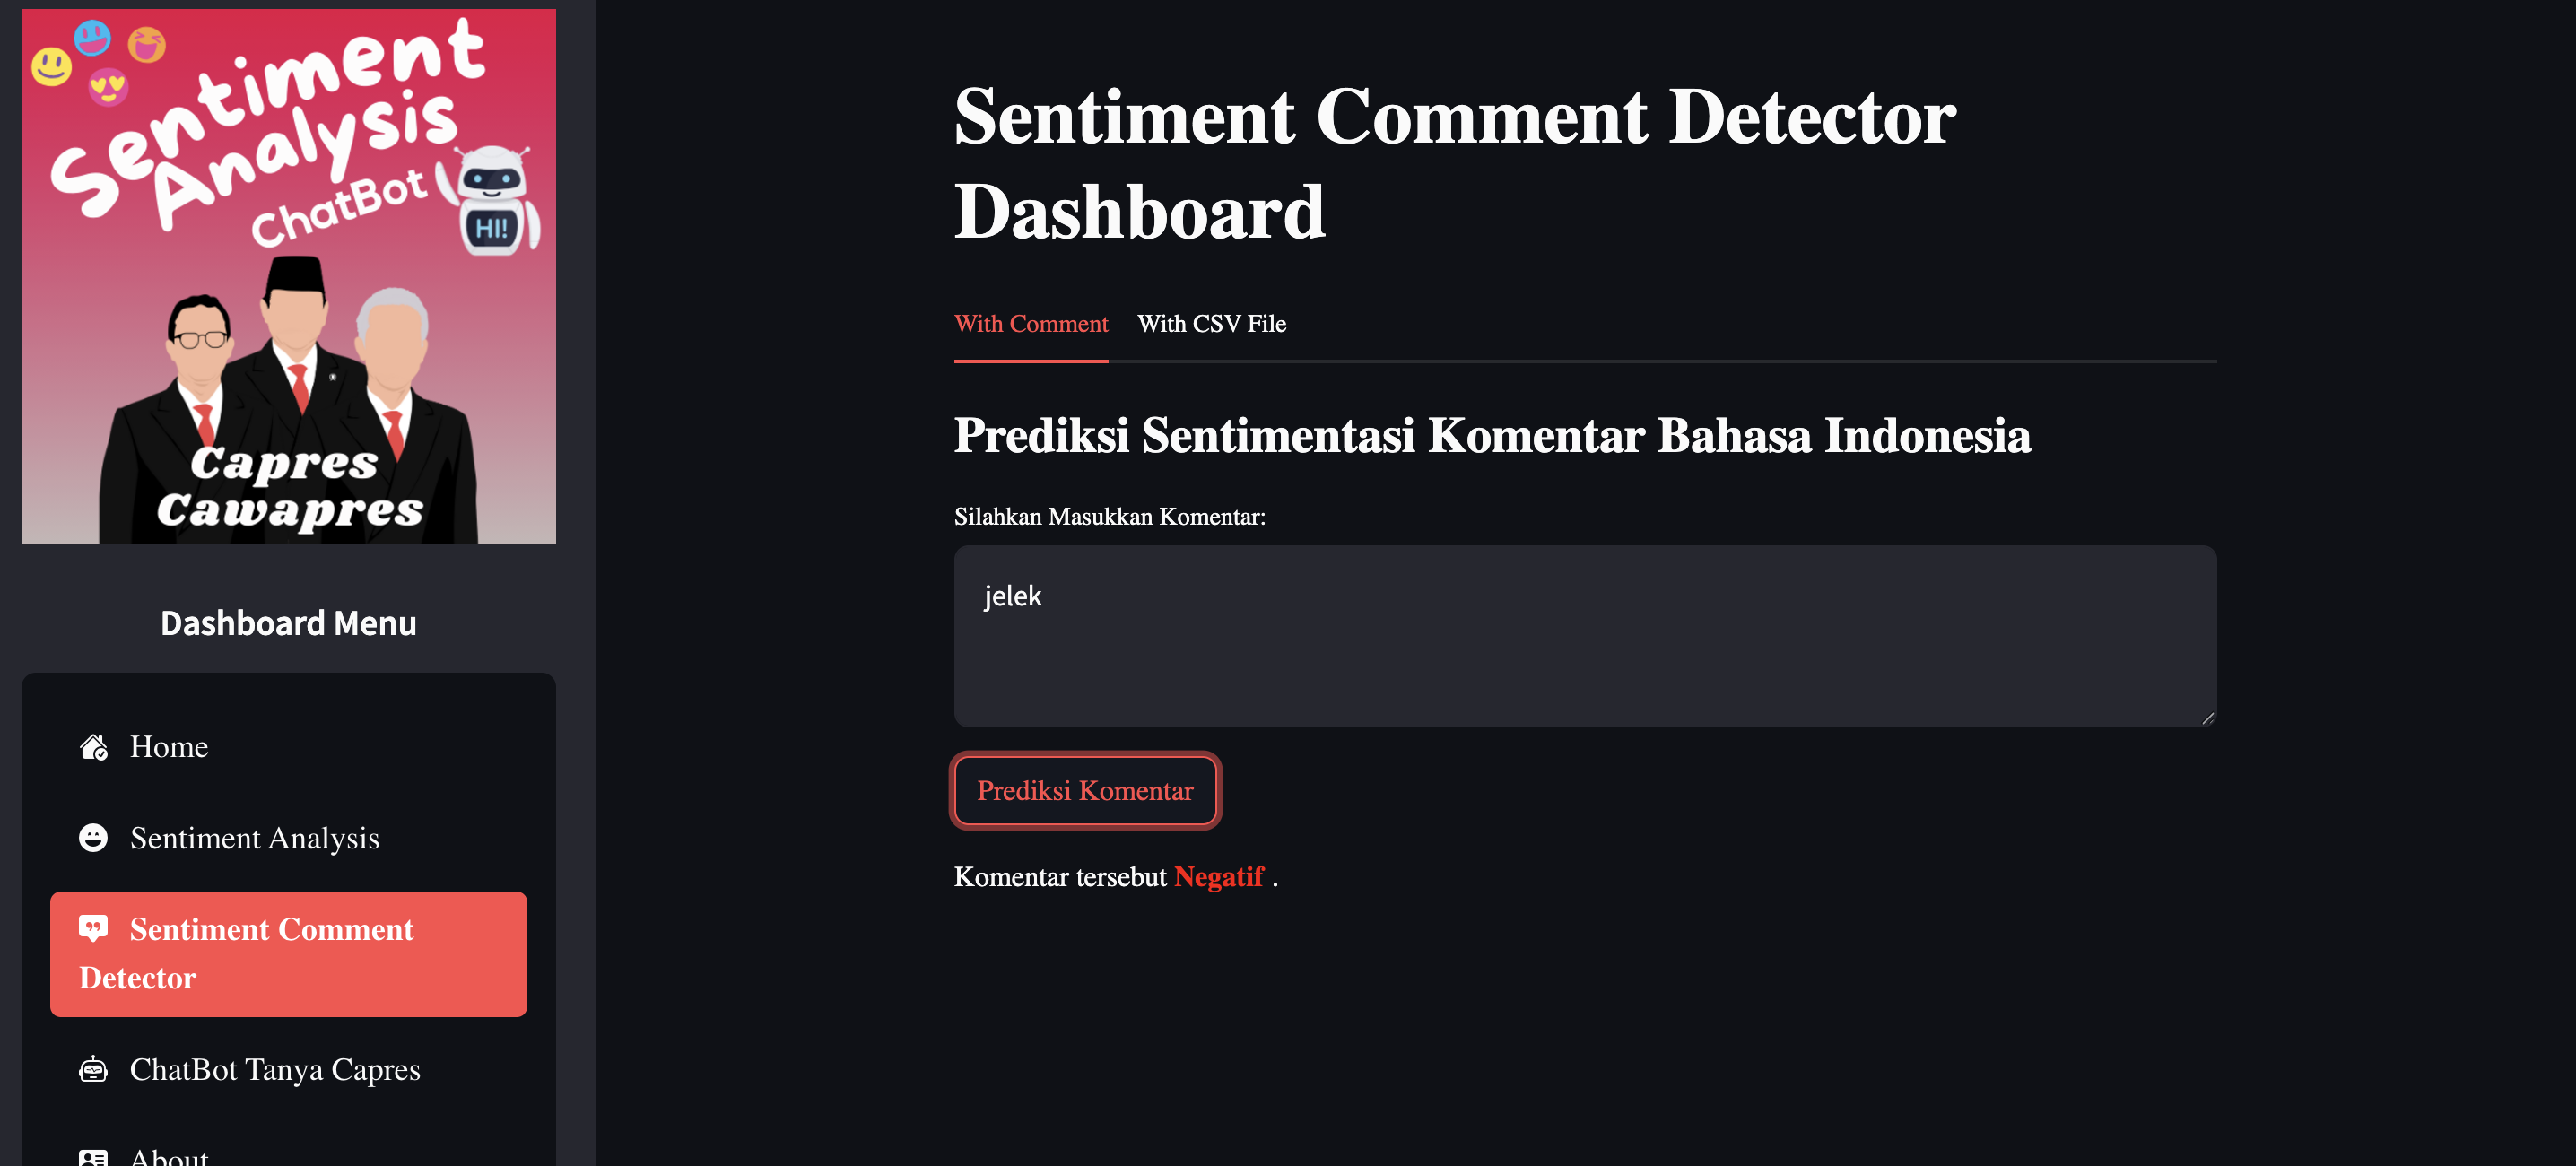 Sentiment
Analysis
ChatBot
HI!
Capres
Cawapres
Dashboard Menu
Home
Sentiment Analysis
Sentiment Comment
Detector
ChatBot Tanya Capres
About
Sentiment Comment Detector
Dashboard
With Comment With CSV File
Prediksi Sentimentasi Komentar Bahasa Indonesia
Silahkan Masukkan Komentar:
jelek
Prediksi Komentar
Komentar tersebut Negatif .